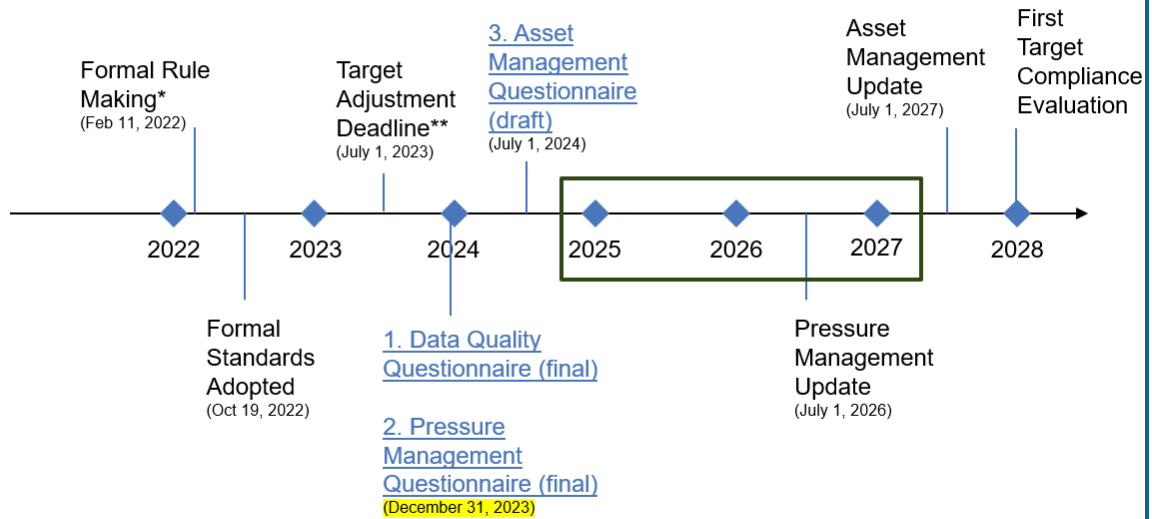 Formal Rule
Making*
(Feb 11, 2022)
Target
Adjustment
Deadline**
(July 1, 2023)
3. Asset
Management
Questionnaire
(draft)
(July 1, 2024)
Asset
Management
Update
(July 1, 2027)
First
Target
Compliance
Evaluation
2022
2023
2024
2025
2026
2027
2028
Formal
Standards
Adopted
(Oct 19, 2022)
1. Data Quality
Questionnaire (final)
2. Pressure
Management
Questionnaire (final)
(December 31, 2023)
Pressure
Management
Update
(July 1, 2026)